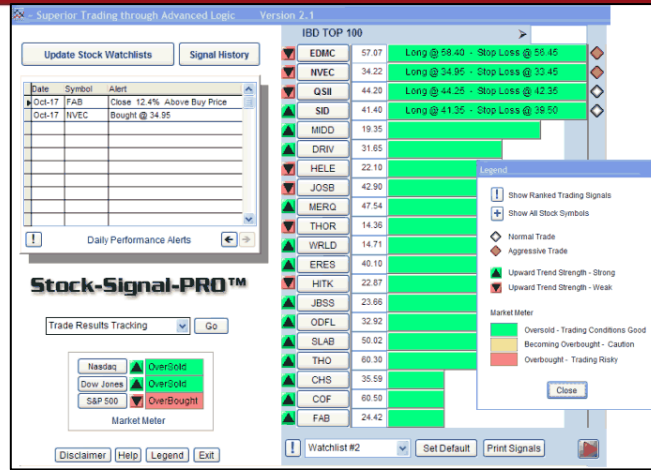 - Superior Trading through Advanced Logic Version 2.1
Update Stock Watchlists Signal History
Date Symbol Alert
Oct-17 FAB Close 12.4% Above Buy Price
Oct-17 NVEC Bought @ 34.95
! Daily Performance Alerts
Stock-Signal-PRO™
Trade Results Tracking Go
Nasdaq OverSold
Dow Jones OverSold
S&P 500 OverBought
Market Meter
Disclaimer Help Legend Exit
IBD TOP 100
EDMC 57.07 Long @ 58.40 - Stop Loss @ 56.45
NVEC 34.22 Long @ 34.95 - Stop Loss @ 33.45
QSII 44.20 Long @ 44.25 - Stop Loss @ 42.35
SID 41.40 Long @ 41.35 - Stop Loss @ 39.50
MIDD 19.35
DRIV 31.65
HELE 22.10
JOSB 42.90
MERQ 47.54
THOR 14.36
WRLD 14.71
ERES 40.10
HITK 22.87
JBSS 23.66
ODFL 32.92
SLAB 50.02
THO 60.30
CHS 35.59
COF 60.50
FAB 24.42
! Watchlist #2 Set Default Print Signals
Legend
! Show Ranked Trading Signals
+ Show All Stock Symbols
Normal Trade
Aggressive Trade
Upward Trend Strength - Strong
Upward Trend Strength - Weak
Market Meter
Oversold - Trading Conditions Good
Becoming Overbought - Caution
Overbought - Trading Risky
Close